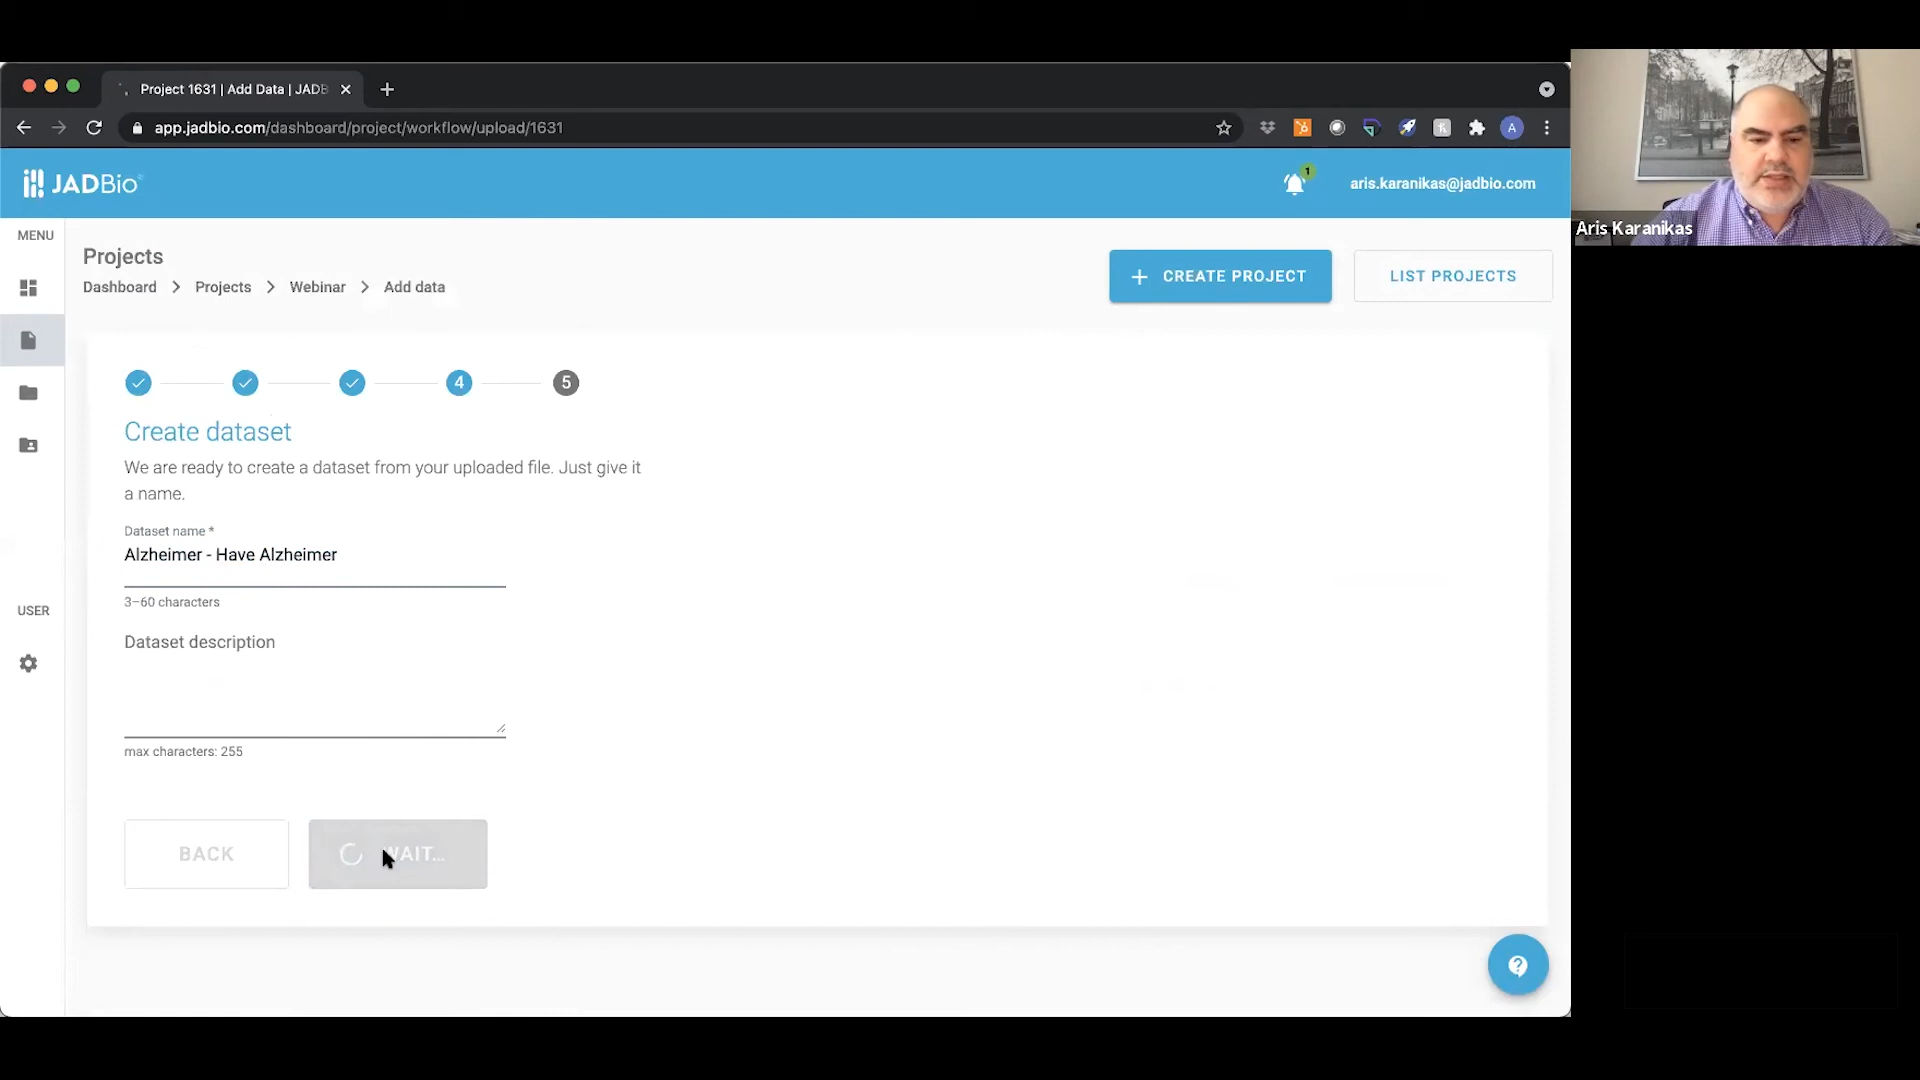 Project 1631 | Add Data | JADB
app.jadbio.com/dashboard/project/workflow/upload/1631
A
JADBio
1
aris.karanikas@jadbio.com
Aris Karanikas
MENU
Projects
Dashboard > Projects > Webinar > Add data
+ CREATE PROJECT
LIST PROJECTS
4
5
Create dataset
We are ready to create a dataset from your uploaded file. Just give it
a name.
Dataset name *
Alzheimer - Have Alzheimer
3–60 characters
USER
Dataset description
max characters: 255
BACK
WAIT...